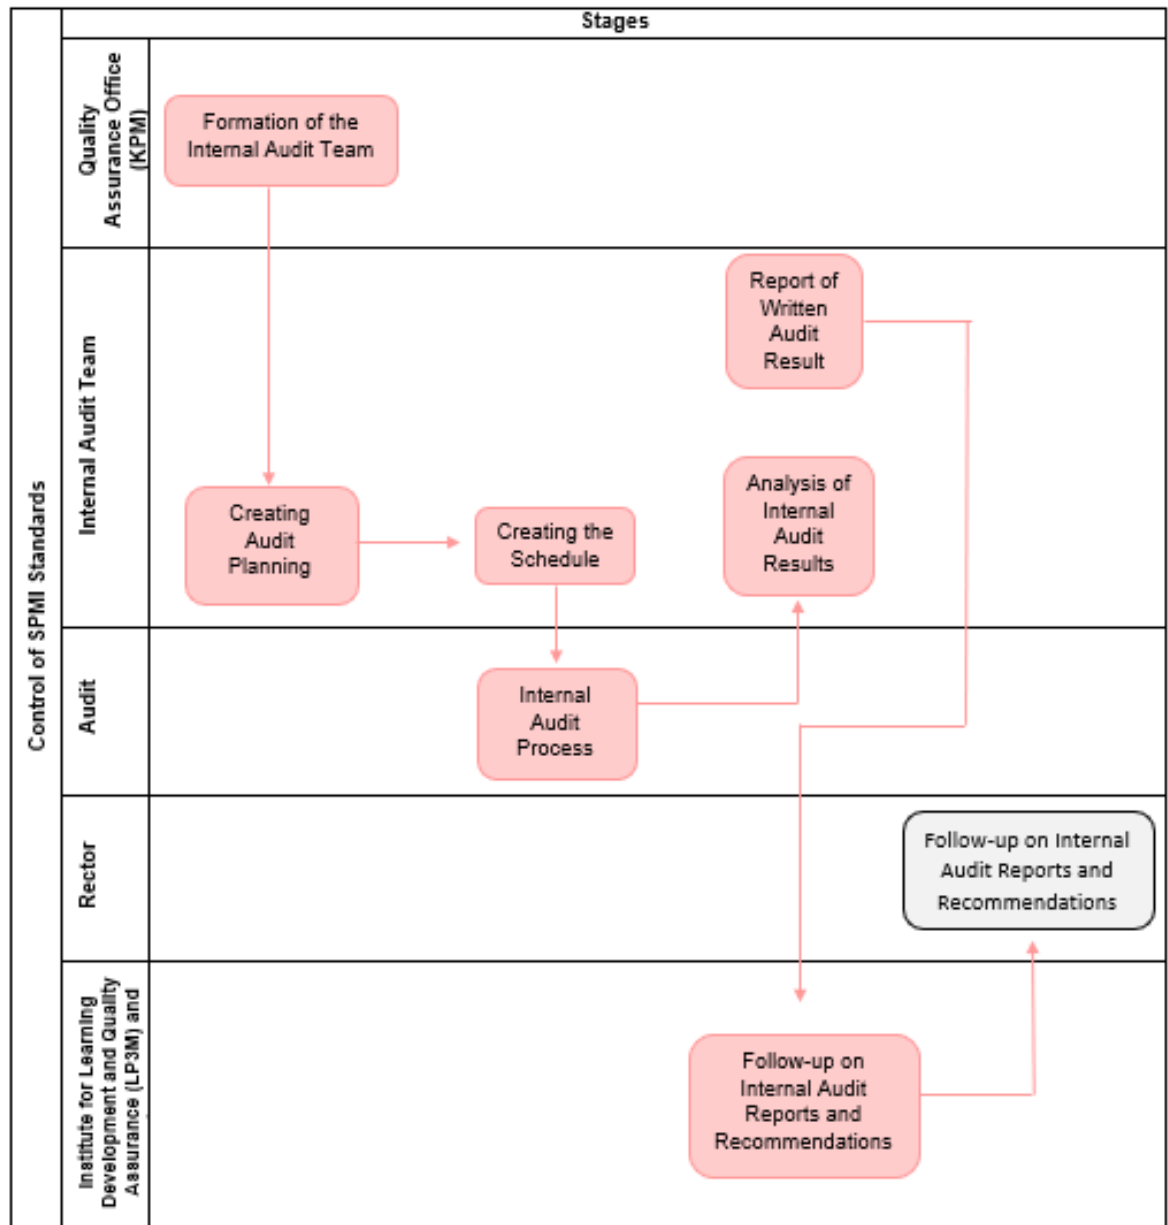 Stages
Control of SPMI Standards
Quality
Assurance Office
(KPM)
Formation of the
Internal Audit Team
Internal Audit Team
Report of
Written
Audit
Result
Creating
Audit
Planning
Creating the
Schedule
Analysis of
Internal
Audit
Results
Audit
Internal
Audit
Process
Rector
Follow-up on Internal
Audit Reports and
Recommendations
Institute for Learning
Development and Quality
Assurance (LP3M) and
Follow-up on
Internal Audit
Reports and
Recommendations